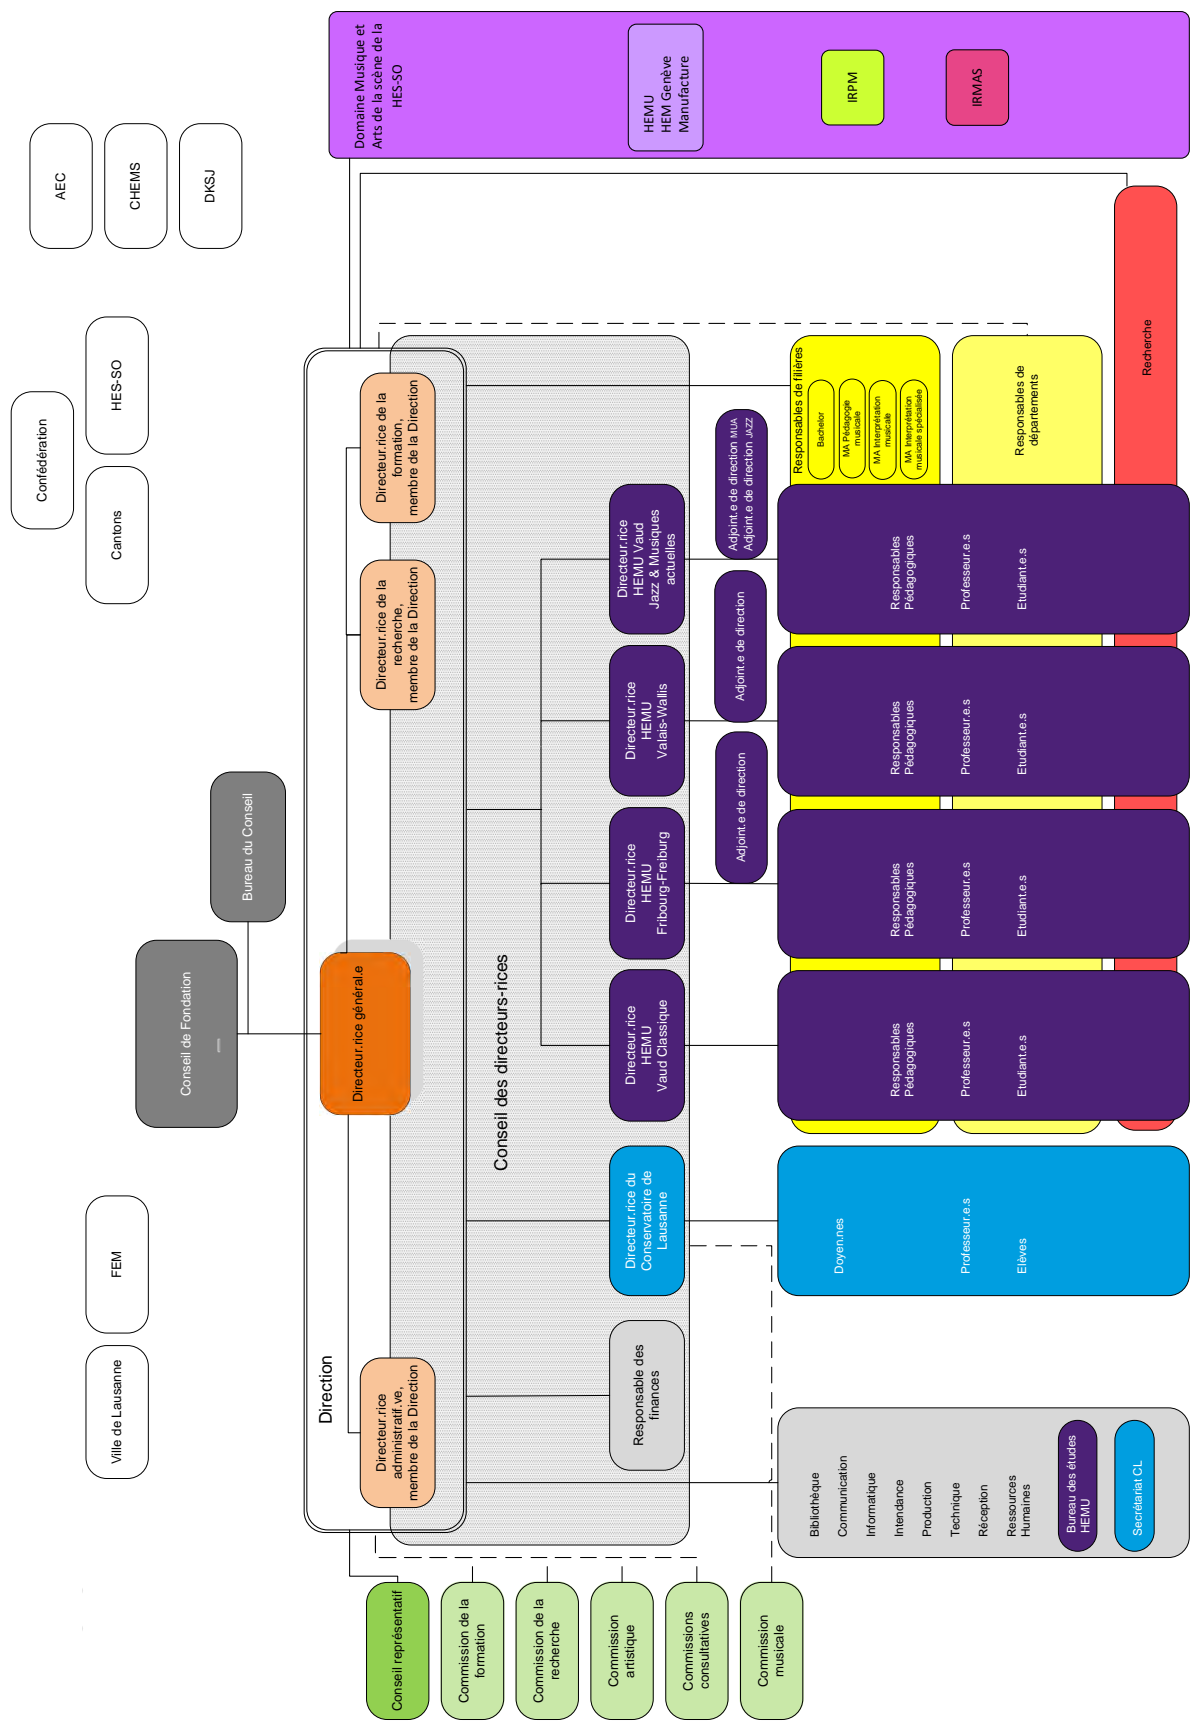 Confédération
AEC
Ville de Lausanne
FEM
Cantons
HES-SO
CHEMS
DKSJ
Conseil de Fondation
Bureau du Conseil
Direction
Directeur.rice général.e
Domaine Musique et
Arts de la scène de la
HES-SO
HEMU
HEM Genève
Manufacture
IRPM
IRMAS
Directeur.rice
administratif.ve,
membre de la Direction
Directeur.rice de la
recherche,
membre de la Direction
Directeur.rice de la
formation,
membre de la Direction
Conseil représentatif
Commission de la
formation
Commission de la
recherche
Commission
artistique
Commissions
consultatives
Commission
musicale
Conseil des directeurs-rices
Responsable des
finances
Directeur.rice du
Conservatoire de
Lausanne
Directeur.rice
HEMU
Vaud Classique
Directeur.rice
HEMU
Fribourg-Freiburg
Directeur.rice
HEMU
Valais-Wallis
Directeur.rice
HEMU Vaud
Jazz & Musiques
actuelles
Adjoint.e de direction
Adjoint.e de direction
Adjoint.e de direction MUA
Adjoint.e de direction JAZZ
Bibliothèque
Communication
Informatique
Intendance
Production
Technique
Réception
Ressources
Humaines
Bureau des études
HEMU
Secrétariat CL
Doyen.nes
Professeur.e.s
Elèves
Responsables
Pédagogiques
Professeur.e.s
Etudiant.e.s
Responsables
Pédagogiques
Professeur.e.s
Etudiant.e.s
Responsables
Pédagogiques
Professeur.e.s
Etudiant.e.s
Responsables
Pédagogiques
Professeur.e.s
Etudiant.e.s
Responsables de filières
Bachelor
MA Pédagogie
musicale
MA Interprétation
musicale
MA Interprétation
musicale spécialisée
Responsables de
départements
Recherche